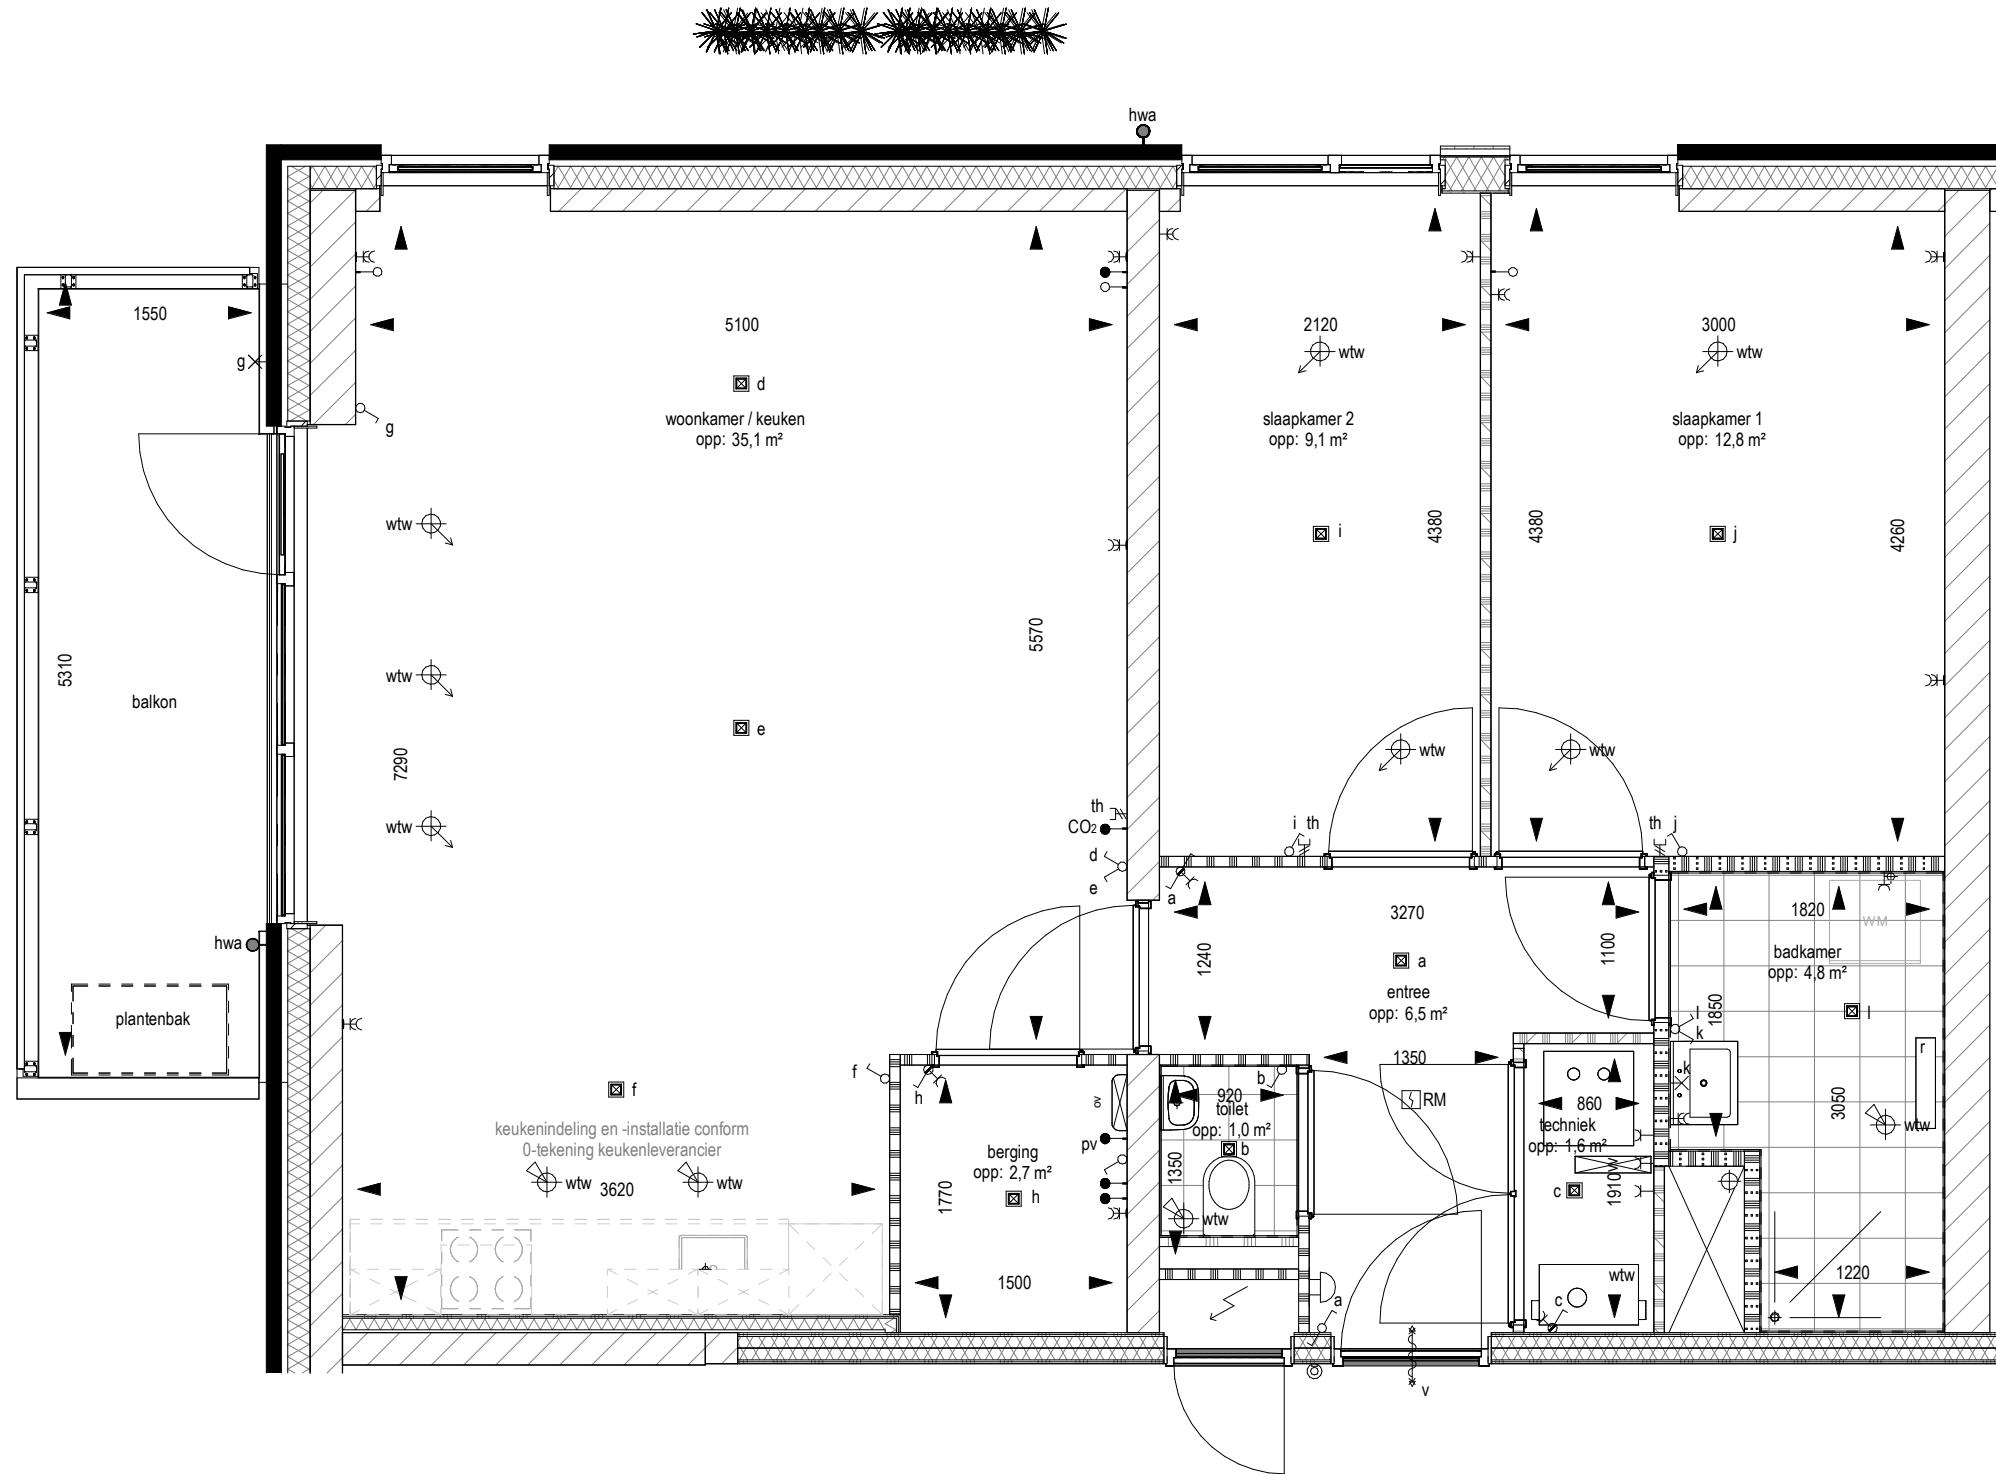 hwa
1550
5100
2120
3000
g
wtw
wtw
d
woonkamer / keuken
opp: 35,1 m²
slaapkamer 2
opp: 9,1 m²
slaapkamer 1
opp: 12,8 m²
g
wtw
i
4380
4380
j
4260
5310
balkon
wtw
5570
e
7290
wtw
wtw
wtw
th
CO2
d
e
i th
th j
a
3270
1820
WM
hwa
1240
a
1100
badkamer
opp: 4,8 m²
entree
opp: 6,5 m²
plantenbak
1850
l
l
k
r
1350
f
f
h
b
k
ov
920
toilet
opp: 1,0 m²
b
RM
860
techniek
opp: 1,6 m²
3050
wtw
keukenindeling en -installatie conform
0-tekening keukenleverancier
pv
berging
opp: 2,7 m²
h
1350
wtw
wtw
3620
1770
c
1910
wtw
1500
a
wtw
c
1220
v